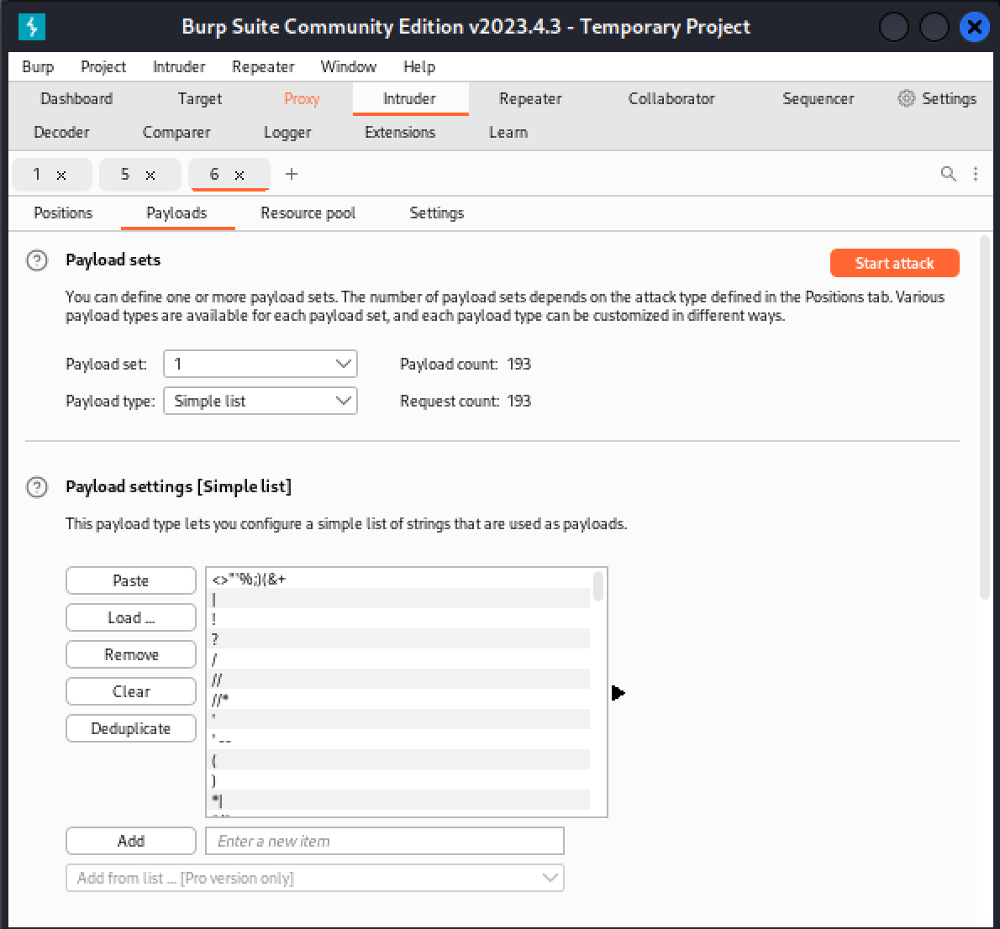 Burp Suite Community Edition v2023.4.3 - Temporary Project
Burp Project Intruder Repeater Window Help
Dashboard Target Proxy Intruder Repeater Collaborator Sequencer Settings
Decoder Comparer Logger Extensions Learn
1 × 5 × 6 × +
Positions Payloads Resource pool Settings
? Payload sets
Start attack
You can define one or more payload sets. The number of payload sets depends on the attack type defined in the Positions tab. Various
payload types are available for each payload set, and each payload type can be customized in different ways.
Payload set: 1 Payload count: 193
Payload type: Simple list Request count: 193
? Payload settings [Simple list]
This payload type lets you configure a simple list of strings that are used as payloads.
Paste
Load ...
Remove
Clear
Deduplicate
<>"'%;)(&+
|
!
?
/
//
//*
'
' --
(
)
*|
Add Enter a new item
Add from list ... [Pro version only]